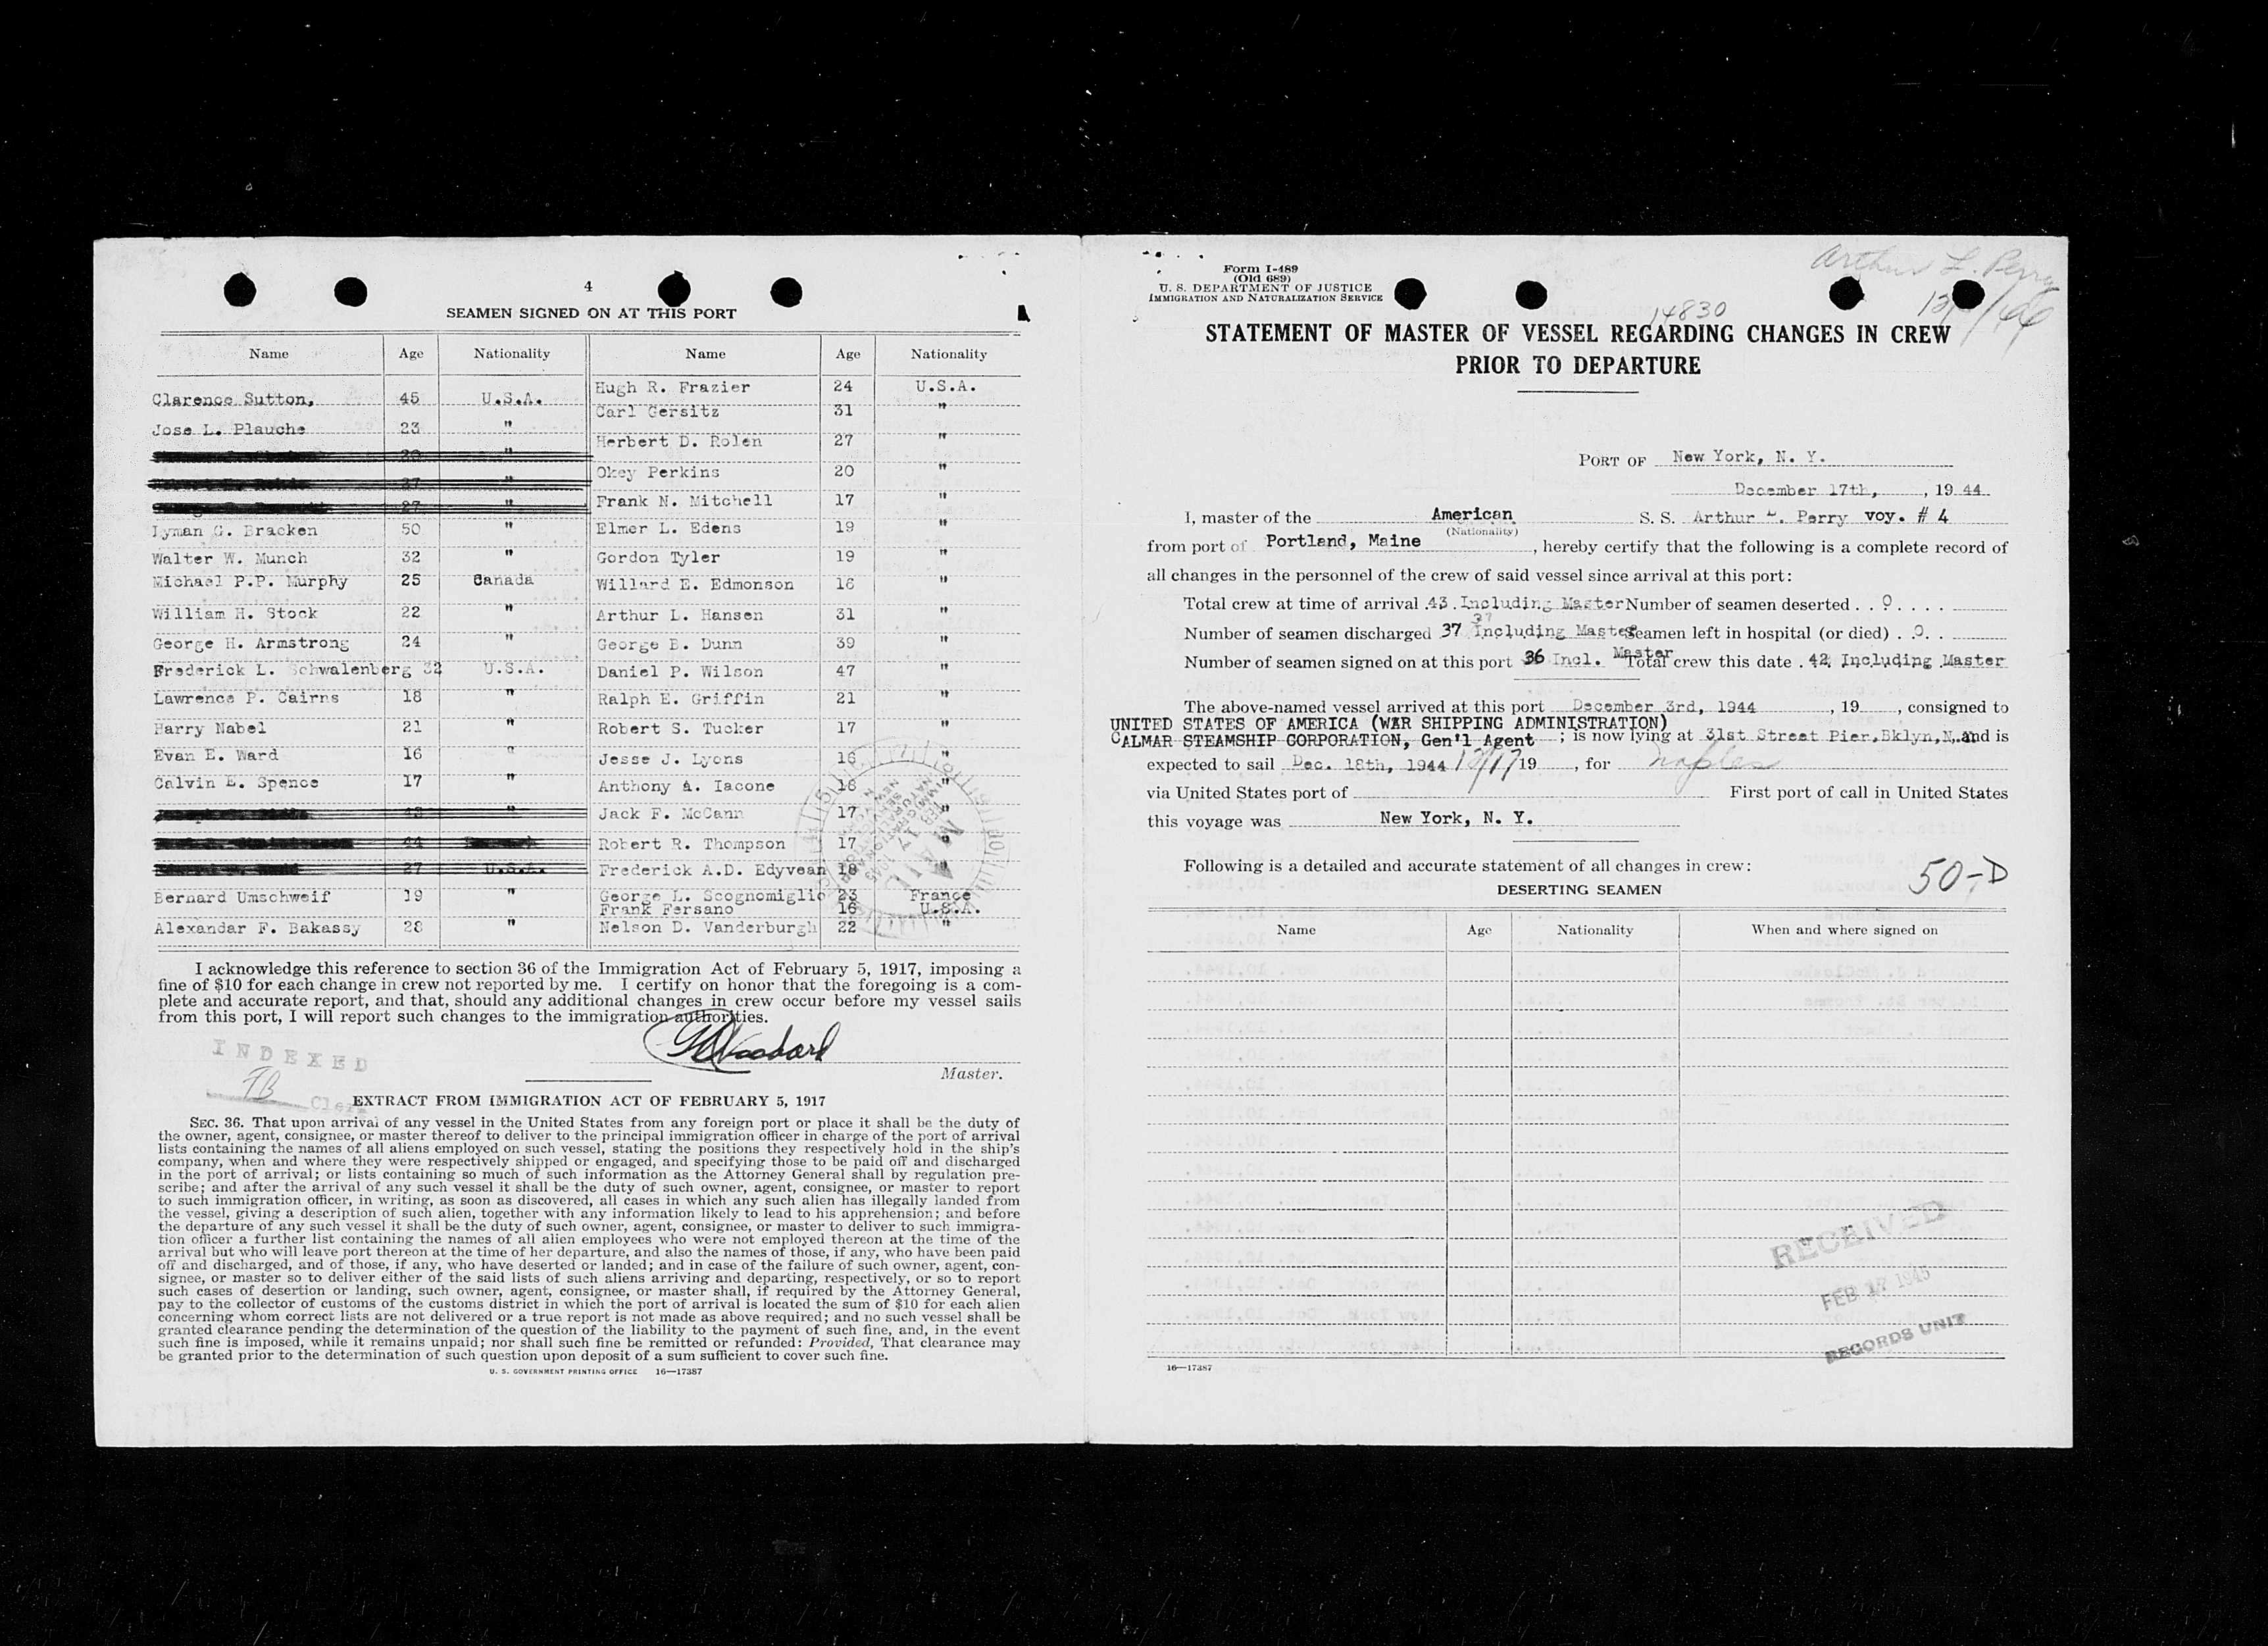 4
SEAMEN SIGNED ON AT THIS PORT
Name Age Nationality Name Age Nationality
Clarence Sutton, 45 U.S.A.
Jose L. Plauche 23 "
Lyman G. Bracken 50 "
Walter W. Munch 32 "
Michael P.P. Murphy 25 Canada
William H. Stock 22 "
George H. Armstrong 24 "
Frederick L. Schwalenberg 32 U.S.A.
Lawrence P. Cairns 18 "
Harry Nabel 21 "
Evan E. Ward 16 "
Calvin E. Spence 17 "
Bernard Umschweif 19 "
Alexandar F. Bakassy 28 "
Hugh R. Frazier 24 U.S.A.
Carl Gersitz 31 "
Herbert D. Rolen 27 "
Okey Perkins 20 "
Frank N. Mitchell 17 "
Elmer L. Edens 19 "
Gordon Tyler 19 "
Willard E. Edmonson 16 "
Arthur L. Hansen 31 "
George B. Dunn 39 "
Daniel P. Wilson 47 "
Ralph E. Griffin 21 "
Robert S. Tucker 17 "
Jesse J. Lyons 16 "
Anthony A. Iacone 16 "
Jack F. McCann 17 "
Robert R. Thompson 17 "
Frederick A.D. Edyvean 18 "
George L. Scognomiglio 23 France
Frank Fersano 16 U.S.A.
Nelson D. Vanderburgh 22 "
I acknowledge this reference to section 36 of the Immigration Act of February 5, 1917, imposing a
fine of $10 for each change in crew not reported by me. I certify on honor that the foregoing is a com-
plete and accurate report, and that, should any additional changes in crew occur before my vessel sails
from this port, I will report such changes to the immigration authorities.
INDEXED
Master.
Clerk
EXTRACT FROM IMMIGRATION ACT OF FEBRUARY 5, 1917
SEC. 36. That upon arrival of any vessel in the United States from any foreign port or place it shall be the duty of
the owner, agent, consignee, or master thereof to deliver to the principal immigration officer in charge of the port of arrival
lists containing the names of all aliens employed on such vessel, stating the positions they respectively hold in the ship's
company, when and where they were respectively shipped or engaged, and specifying those to be paid off and discharged
in the port of arrival; or lists containing so much of such information as the Attorney General shall by regulation pre-
scribe; and after the arrival of any such vessel it shall be the duty of such owner, agent, consignee, or master to report
to such immigration officer, in writing, as soon as discovered, all cases in which any such alien has illegally landed from
the vessel, giving a description of such alien, together with any information likely to lead to his apprehension; and before
the departure of any such vessel it shall be the duty of such owner, agent, consignee, or master to deliver to such immigra-
tion officer a further list containing the names of all alien employees who were not employed thereon at the time of the
arrival but who will leave port thereon at the time of her departure, and also the names of those, if any, who have been paid
off and discharged, and of those, if any, who have deserted or landed; and in case of the failure of such owner, agent, con-
signee, or master so to deliver either of the said lists of such aliens arriving and departing, respectively, or so to report
such cases of desertion or landing, such owner, agent, consignee, or master shall, if required by the Attorney General,
pay to the collector of customs of the customs district in which the port of arrival is located the sum of $10 for each alien
concerning whom correct lists are not delivered or a true report is not made as above required; and no such vessel shall be
granted clearance pending the determination of the question of the liability to the payment of such fine, and, in the event
such fine is imposed, while it remains unpaid; nor shall such fine be remitted or refunded: Provided, That clearance may
be granted prior to the determination of such question upon deposit of a sum sufficient to cover such fine.
U. S. GOVERNMENT PRINTING OFFICE 16—17387
Arthur L. Perry
Form I-489
(Old 689)
U. S. DEPARTMENT OF JUSTICE
IMMIGRATION AND NATURALIZATION SERVICE
14830
STATEMENT OF MASTER OF VESSEL REGARDING CHANGES IN CREW
PRIOR TO DEPARTURE
PORT OF New York, N. Y.
December 17th, , 19 44
I, master of the American S. S. Arthur L. Perry voy. # 4
(Nationality)
from port of Portland, Maine , hereby certify that the following is a complete record of
all changes in the personnel of the crew of said vessel since arrival at this port:
Total crew at time of arrival 43 Including Master Number of seamen deserted . . 0 . . . .
Number of seamen discharged 37 37 Including Master Seamen left in hospital (or died) . 0 . .
Number of seamen signed on at this port 36 Incl. Master Total crew this date . 42 Including Master
The above-named vessel arrived at this port December 3rd, 1944 , 19 , consigned to
UNITED STATES OF AMERICA (WAR SHIPPING ADMINISTRATION)
CALMAR STEAMSHIP CORPORATION, Gen'l Agent ; is now lying at 31st Street Pier,Bklyn,N.Y. and is
expected to sail Dec. 18th, 1944 12/17 19 , for Naples
via United States port of First port of call in United States
this voyage was New York, N. Y.
Following is a detailed and accurate statement of all changes in crew:
50-D
DESERTING SEAMEN
Name Age Nationality When and where signed on
RECEIVED
FEB 17 1945
RECORDS UNIT
16—17387